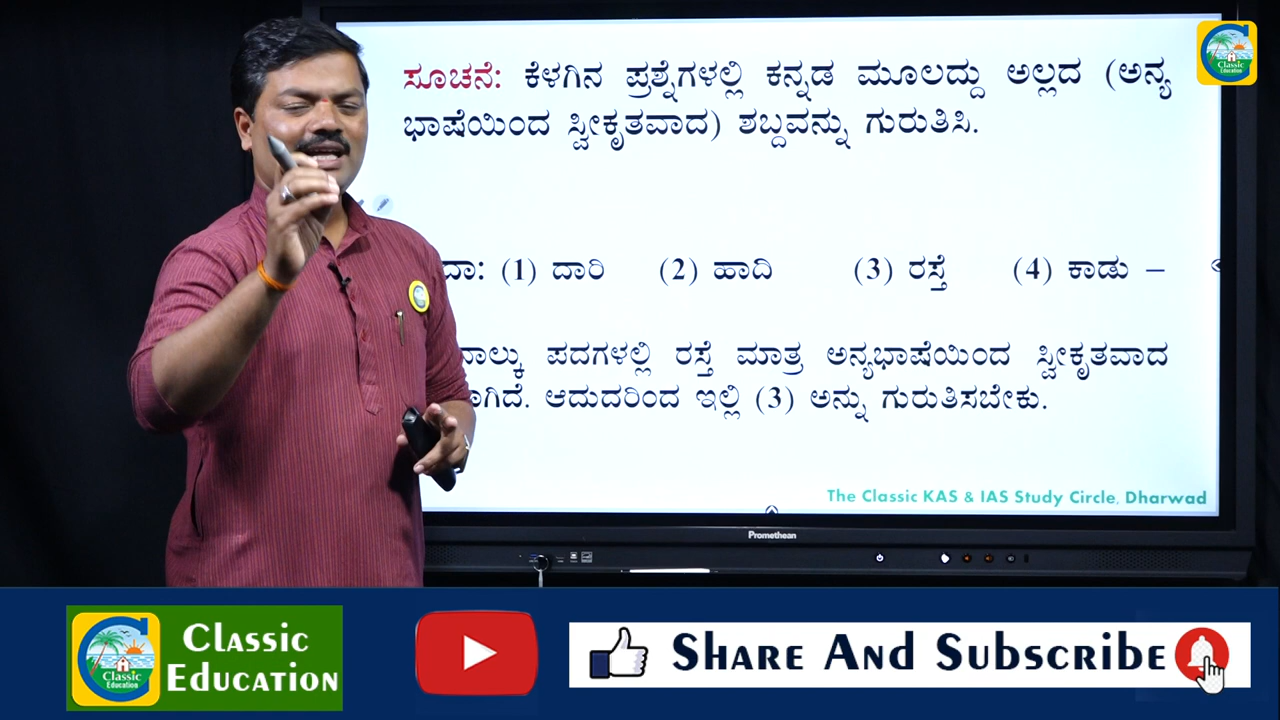 ಸೂಚನೆ: ಕೆಳಗಿನ ಪ್ರಶ್ನೆಗಳಲ್ಲಿ ಕನ್ನಡ ಮೂಲದ್ದು ಅಲ್ಲದ (ಅನ್ಯ
ಭಾಷೆಯಿಂದ ಸ್ವೀಕೃತವಾದ) ಶಬ್ದವನ್ನು ಗುರುತಿಸಿ.
ದಾ: (1) ದಾರಿ (2) ಹಾದಿ (3) ರಸ್ತೆ (4) ಕಾಡು –
ನಾಲ್ಕು ಪದಗಳಲ್ಲಿ ರಸ್ತೆ ಮಾತ್ರ ಅನ್ಯಭಾಷೆಯಿಂದ ಸ್ವೀಕೃತವಾದ
ಾಗಿದೆ. ಆದುದರಿಂದ ಇಲ್ಲಿ (3) ಅನ್ನು ಗುರುತಿಸಬೇಕು.
The Classic KAS & IAS Study Circle, Dharwad
Promethean
Classic
Education
Classic
Education
Classic
Education
Share And Subscribe